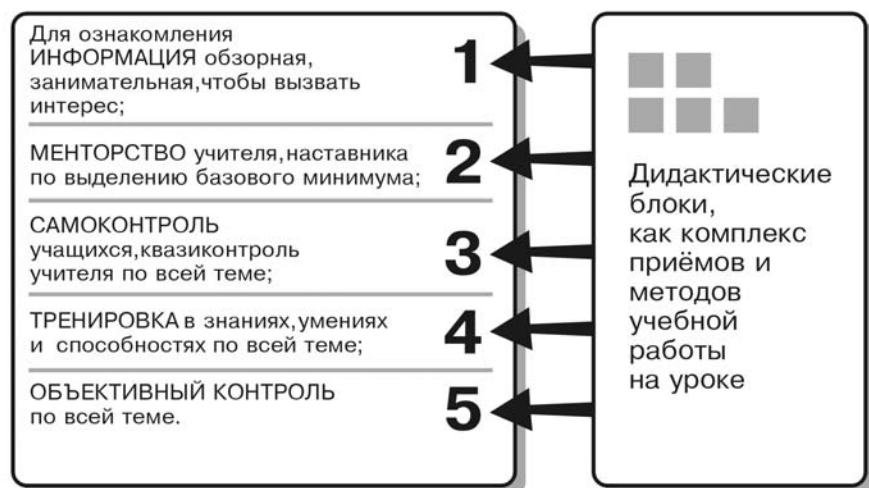 Для ознакомления
ИНФОРМАЦИЯ обзорная,
занимательная,чтобы вызвать
интерес;
1
МЕНТОРСТВО учителя,наставника
по выделению базового минимума;
2
САМОКОНТРОЛЬ
учащихся,квазиконтроль
учителя по всей теме;
3
ТРЕНИРОВКА в знаниях,умениях
и способностях по всей теме;
4
ОБЪЕКТИВНЫЙ КОНТРОЛЬ
по всей теме.
5
Дидактические
блоки,
как комплекс
приёмов и
методов
учебной
работы
на уроке